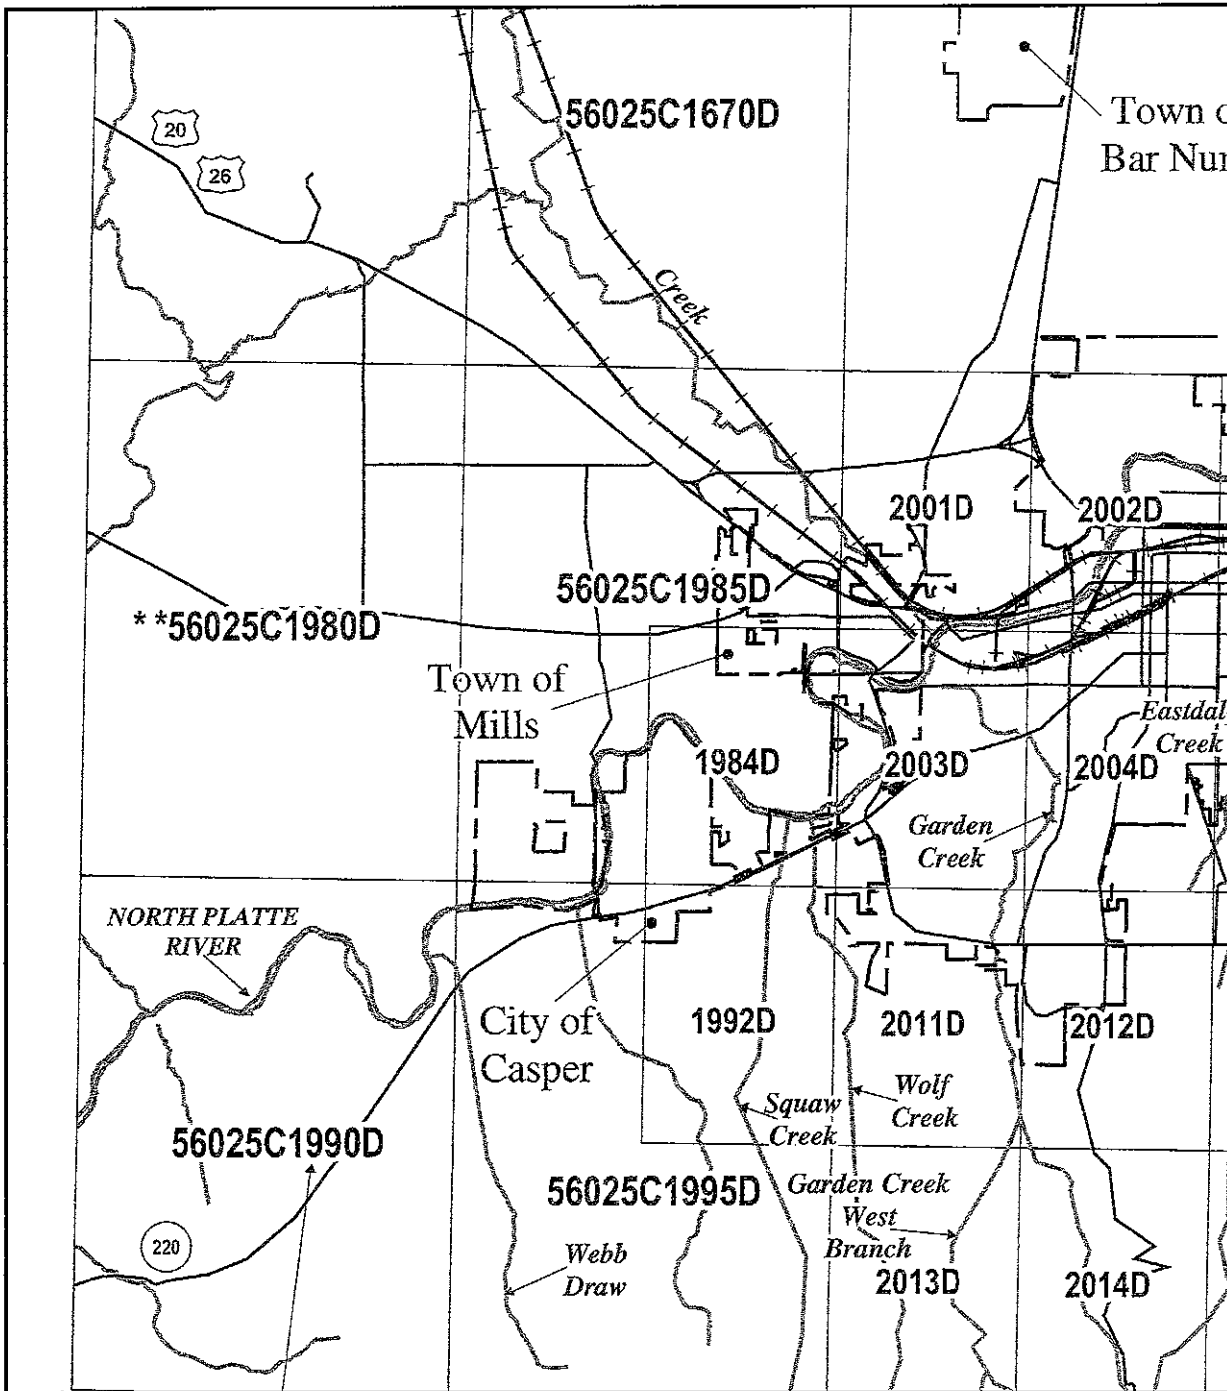 20
26
56025C1670D
Town o
Bar Nun
Creek
2001D
2002D
56025C1985D
**56025C1980D
Town of
Mills
Eastdal
Creek
1984D
2003D
2004D
Garden
Creek
NORTH PLATTE
RIVER
City of
Casper
1992D
2011D
2012D
Squaw
Creek
Wolf
Creek
56025C1990D
56025C1995D
Garden Creek
West
Branch
220
Webb
Draw
2013D
2014D